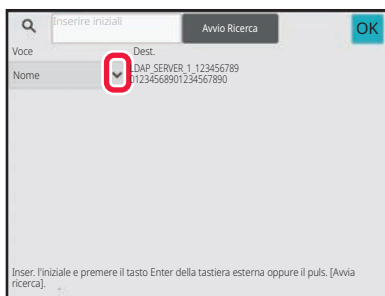 Inserire iniziali
Avvio Ricerca
OK
Voce
Dest.
Nome
LDAP_SERVER_1_123456789
01234568901234567890
Inser. l'iniziale e premere il tasto Enter della tastiera esterna oppure il puls. [Avvia
ricerca].